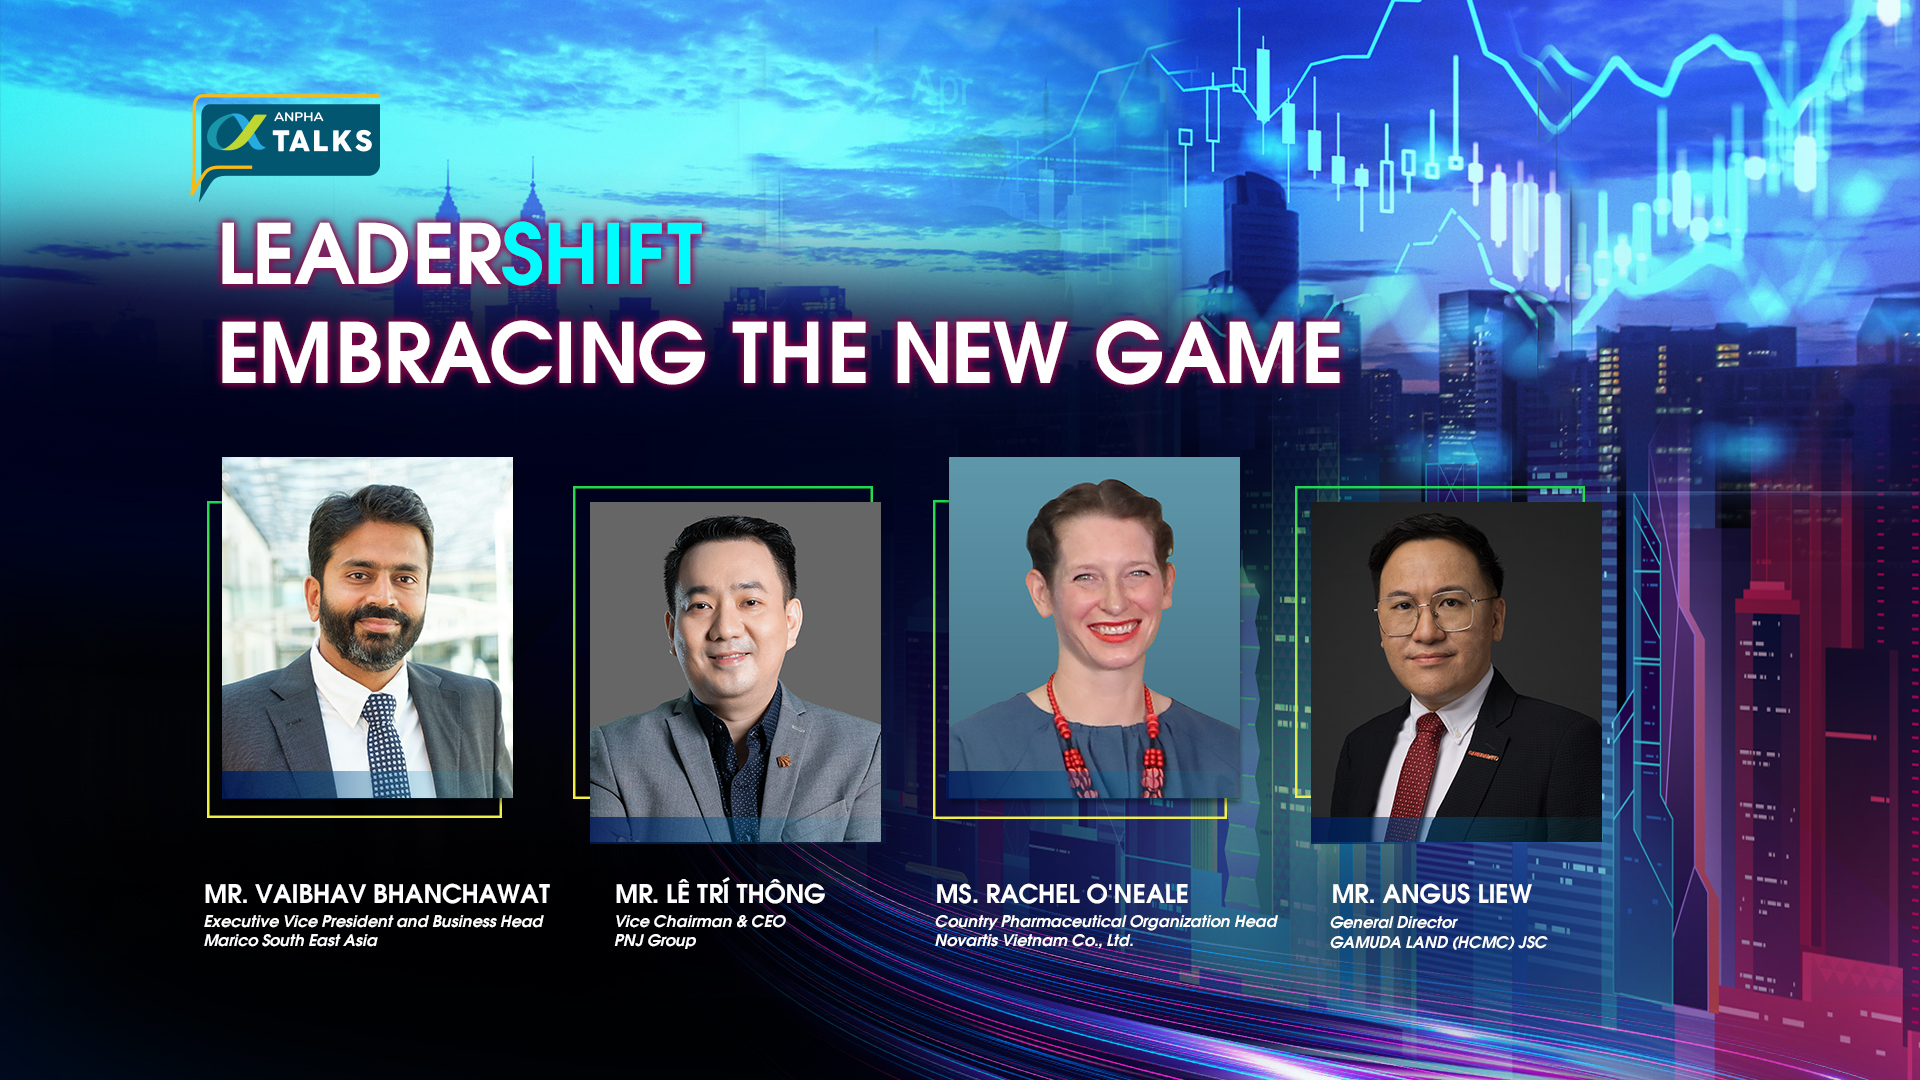 ANPHA
TALKS
LEADERSHIFT
EMBRACING THE NEW GAME
Apr
MR. VAIBHAV BHANCHAWAT
Executive Vice President and Business Head
Marico South East Asia
MR. LÊ TRÍ THÔNG
Vice Chairman & CEO
PNJ Group
MS. RACHEL O'NEALE
Country Pharmaceutical Organization Head
Novartis Vietnam Co., Ltd.
MR. ANGUS LIEW
General Director
GAMUDA LAND (HCMC) JSC